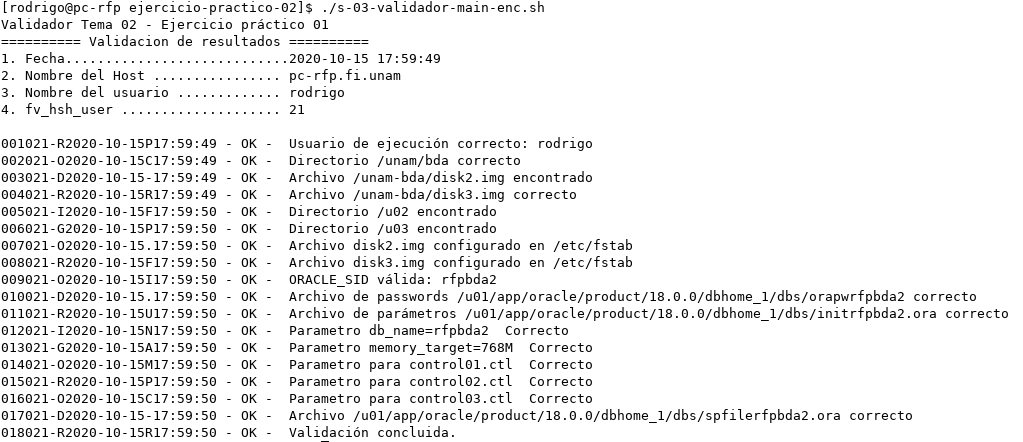 [rodrigo@pc-rfp ejercicio-practico-02]$ ./s-03-validador-main-enc.sh
Validador Tema 02 - Ejercicio práctico 01
========== Validacion de resultados ==========
1. Fecha............................2020-10-15 17:59:49
2. Nombre del Host ................ pc-rfp.fi.unam
3. Nombre del usuario ............. rodrigo
4. fv_hsh_user .................... 21
001021-R2020-10-15P17:59:49 - OK -  Usuario de ejecución correcto: rodrigo
002021-O2020-10-15C17:59:49 - OK -  Directorio /unam/bda correcto
003021-D2020-10-15-17:59:49 - OK -  Archivo /unam-bda/disk2.img encontrado
004021-R2020-10-15R17:59:49 - OK -  Archivo /unam-bda/disk3.img correcto
005021-I2020-10-15F17:59:50 - OK -  Directorio /u02 encontrado
006021-G2020-10-15P17:59:50 - OK -  Directorio /u03 encontrado
007021-O2020-10-15.17:59:50 - OK -  Archivo disk2.img configurado en /etc/fstab
008021-R2020-10-15F17:59:50 - OK -  Archivo disk3.img configurado en /etc/fstab
009021-O2020-10-15I17:59:50 - OK -  ORACLE_SID válida: rfpbda2
010021-D2020-10-15.17:59:50 - OK -  Archivo de passwords /u01/app/oracle/product/18.0.0/dbhome_1/dbs/orapwrfpbda2 correcto
011021-R2020-10-15U17:59:50 - OK -  Archivo de parámetros /u01/app/oracle/product/18.0.0/dbhome_1/dbs/initrfpbda2.ora correcto
012021-I2020-10-15N17:59:50 - OK -  Parametro db_name=rfpbda2  Correcto
013021-G2020-10-15A17:59:50 - OK -  Parametro memory_target=768M  Correcto
014021-O2020-10-15M17:59:50 - OK -  Parametro para control01.ctl  Correcto
015021-R2020-10-15P17:59:50 - OK -  Parametro para control02.ctl  Correcto
016021-O2020-10-15C17:59:50 - OK -  Parametro para control03.ctl  Correcto
017021-D2020-10-15-17:59:50 - OK -  Archivo /u01/app/oracle/product/18.0.0/dbhome_1/dbs/spfilerfpbda2.ora correcto
018021-R2020-10-15R17:59:50 - OK -  Validación concluida.